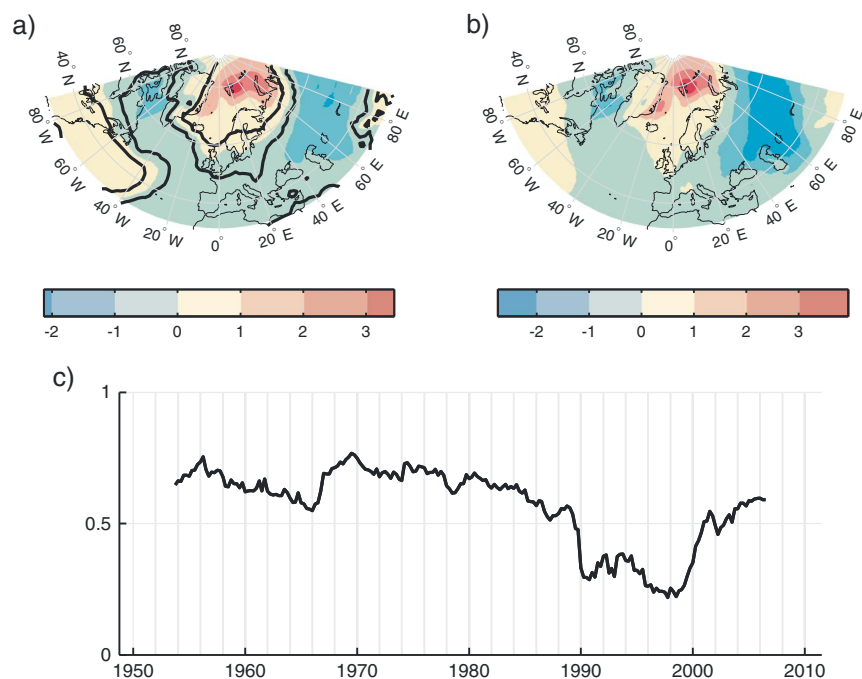 a)
b)
40° N
60° N
80° N
80° W
60° W
40° W
20° W
0°
20° E
40° E
60° E
80° E
40° N
60° N
80° N
80° W
60° W
40° W
20° W
0°
20° E
40° E
60° E
80° E
-2 -1 0 1 2 3
-2 -1 0 1 2 3
c)
1
0.5
0
1950 1960 1970 1980 1990 2000 2010